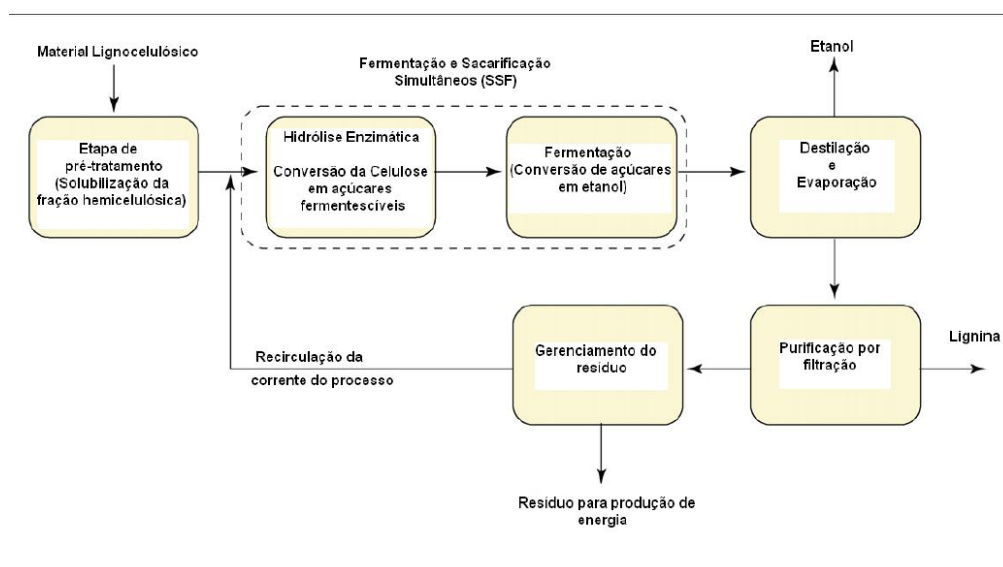 Material Lignocelulósico
Fermentação e Sacarificação
Simultâneos (SSF)
Etanol
Etapa de
pré-tratamento
(Solubilização da
fração hemicelulósica)
Hidrólise Enzimática
Conversão da Celulose
em açúcares
fermentescíveis
Fermentação
(Conversão de açúcares
em etanol)
Destilação
e
Evaporação
Recirculação da
corrente do processo
Gerenciamento do
resíduo
Purificação por
filtração
Lignina
Resíduo para produção de
energia